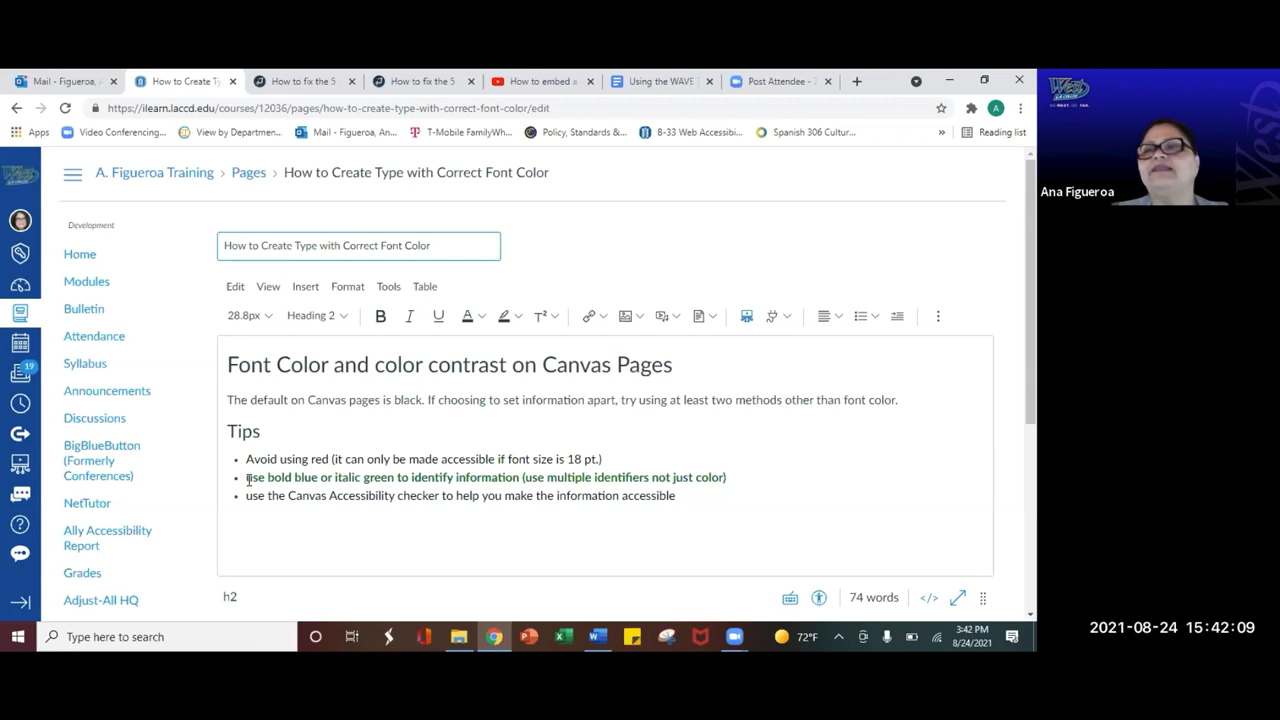 Mail - Figueroa, A
How to Create Ty
How to fix the 5
How to fix the 5
How to embed a
Using the WAVE T
Post Attendee - Z
https://ilearn.laccd.edu/courses/12036/pages/how-to-create-type-with-correct-font-color/edit
A
Apps
Video Conferencing...
View by Departmen...
Mail - Figueroa, An...
T-Mobile FamilyWh...
Policy, Standards &...
B-33 Web Accessibi...
Spanish 306 Cultur...
»
Reading list
West
West
Ana Figueroa
A. Figueroa Training › Pages › How to Create Type with Correct Font Color
Development
Home
Modules
Bulletin
Attendance
Syllabus
Announcements
Discussions
BigBlueButton
(Formerly
Conferences)
NetTutor
Ally Accessibility
Report
Grades
Adjust-All HQ
19
How to Create Type with Correct Font Color
Edit View Insert Format Tools Table
28.8px Heading 2 B I U A T²
Font Color and color contrast on Canvas Pages
The default on Canvas pages is black. If choosing to set information apart, try using at least two methods other than font color.
Tips
• Avoid using red (it can only be made accessible if font size is 18 pt.)
• use bold blue or italic green to identify information (use multiple identifiers not just color)
• use the Canvas Accessibility checker to help you make the information accessible
h2
74 words
</>
Type here to search
72°F
3:42 PM
8/24/2021
2021-08-24 15:42:09